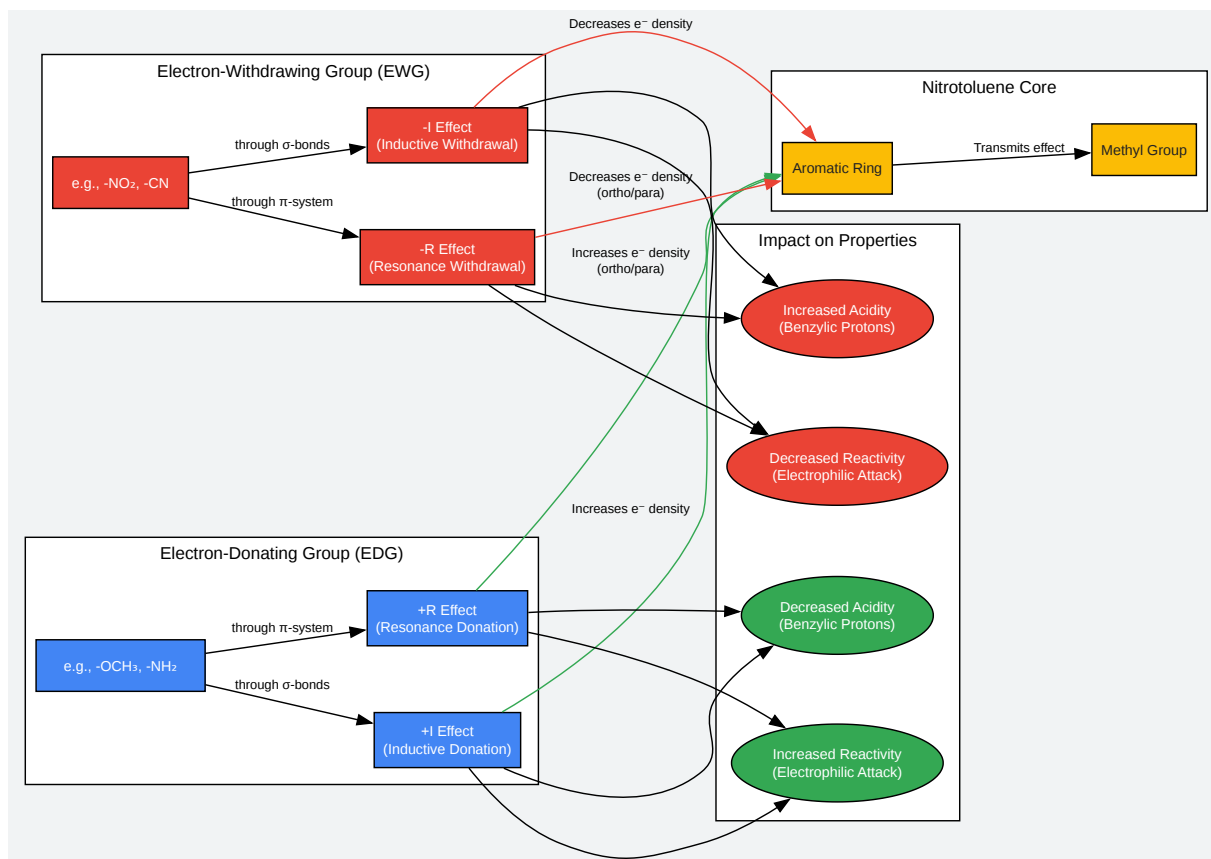 Decreases e⁻ density
Electron-Withdrawing Group (EWG)
-I Effect
(Inductive Withdrawal)
through σ-bonds
e.g., -NO₂, -CN
through π-system
-R Effect
(Resonance Withdrawal)
Decreases e⁻ density
(ortho/para)
Increases e⁻ density
(ortho/para)
Nitrotoluene Core
Aromatic Ring
Transmits effect
Methyl Group
Impact on Properties
Increased Acidity
(Benzylic Protons)
Decreased Reactivity
(Electrophilic Attack)
Increases e⁻ density
Electron-Donating Group (EDG)
+R Effect
(Resonance Donation)
through π-system
e.g., -OCH₃, -NH₂
through σ-bonds
+I Effect
(Inductive Donation)
Decreased Acidity
(Benzylic Protons)
Increased Reactivity
(Electrophilic Attack)